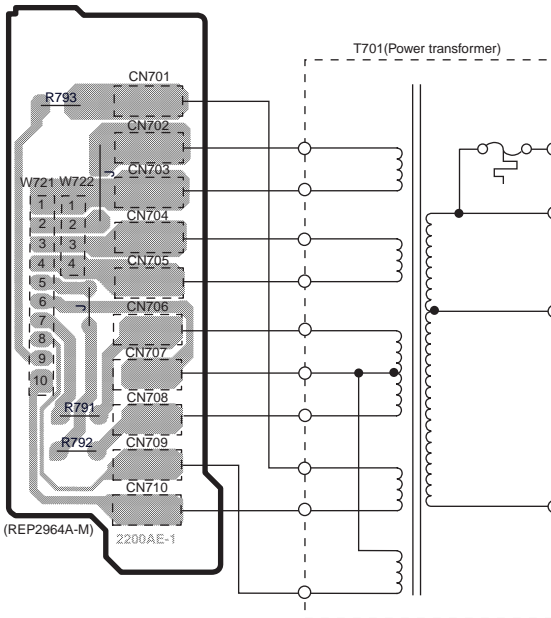 T701(Power transformer)
CN701
R793
CN702
J
CN703
W721 W722
1 1
CN704
2 2
3 3
4 4
CN705
5
6
J
CN706
7
8
CN707
9
10
CN708
R791
R792
CN709
CN710
(REP2964A-M)
2200AE-1